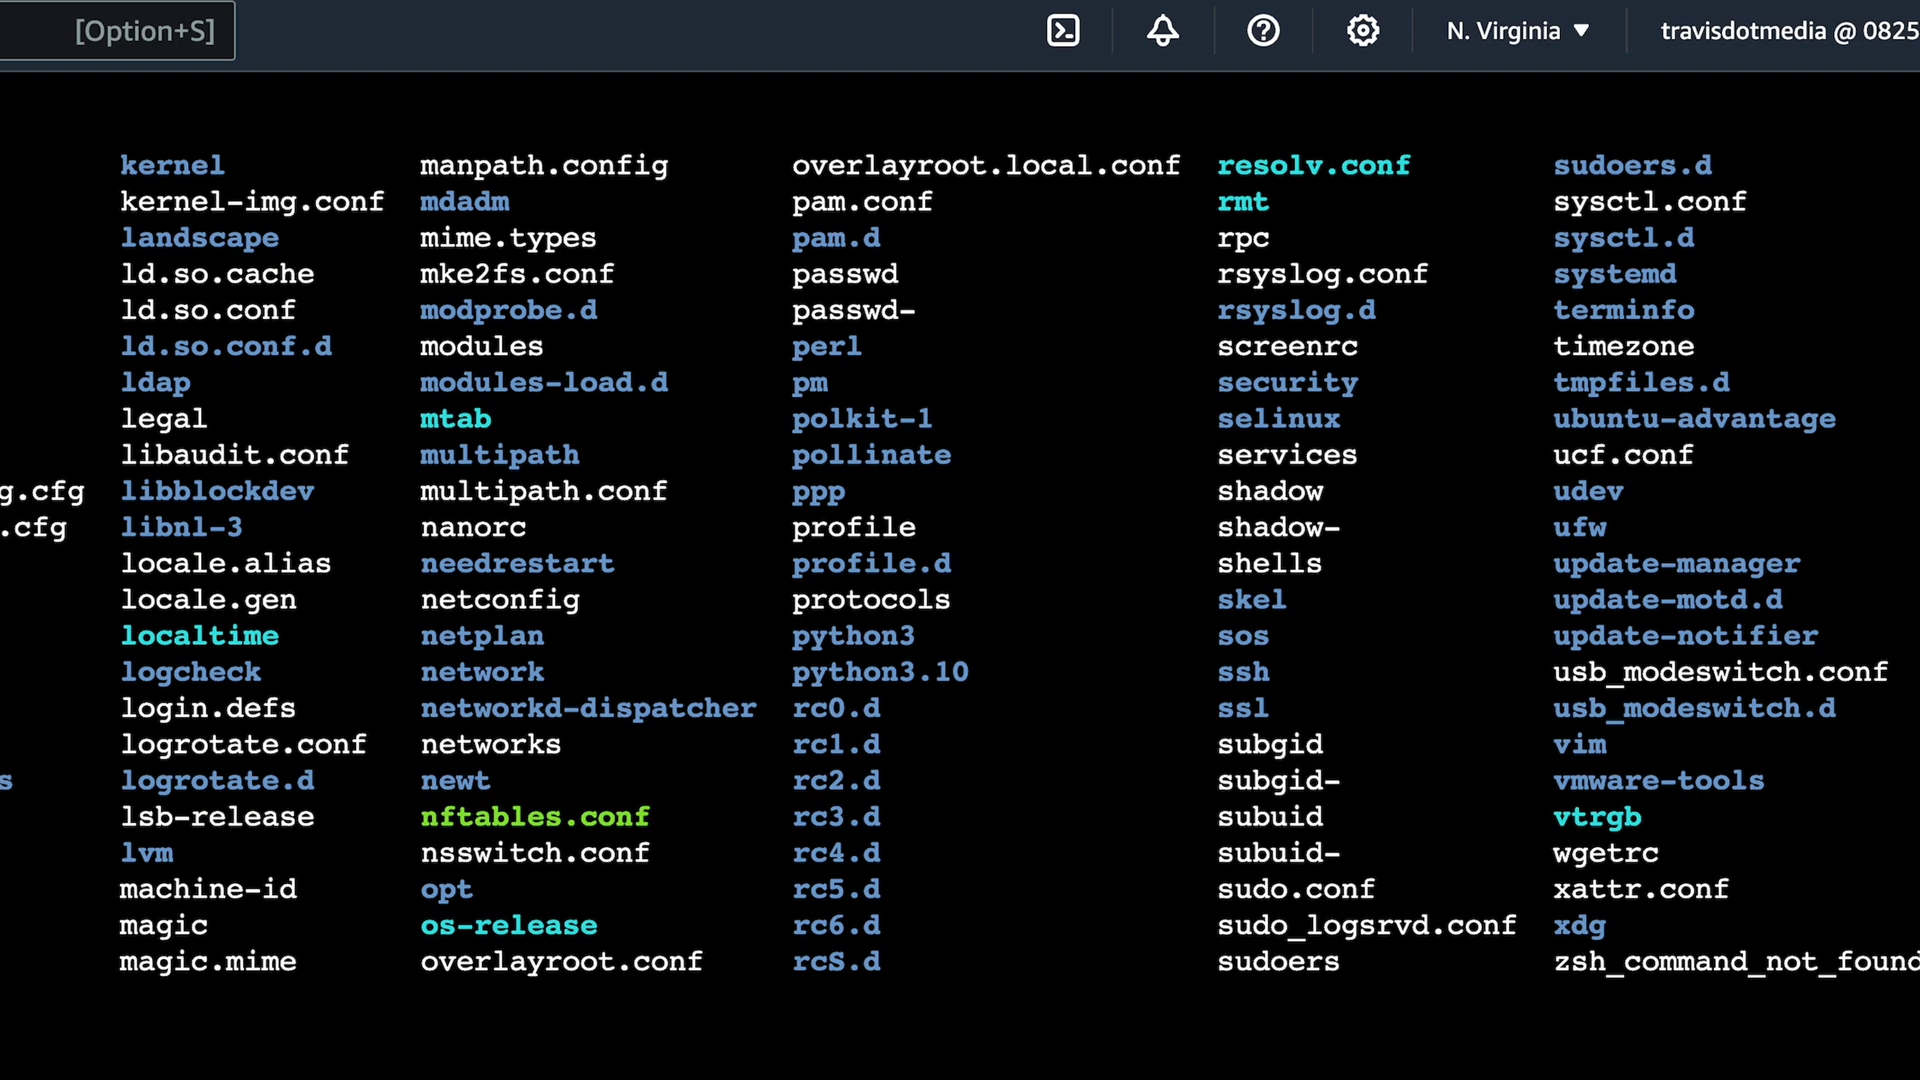 [Option+S] N. Virginia ▼ travisdotmedia @ 0825
kernel manpath.config overlayroot.local.conf resolv.conf sudoers.d
kernel-img.conf mdadm pam.conf rmt sysctl.conf
landscape mime.types pam.d rpc sysctl.d
ld.so.cache mke2fs.conf passwd rsyslog.conf systemd
ld.so.conf modprobe.d passwd- rsyslog.d terminfo
ld.so.conf.d modules perl screenrc timezone
ldap modules-load.d pm security tmpfiles.d
legal mtab polkit-1 selinux ubuntu-advantage
libaudit.conf multipath pollinate services ucf.conf
g.cfg libblockdev multipath.conf ppp shadow udev
.cfg libnl-3 nanorc profile shadow- ufw
locale.alias needrestart profile.d shells update-manager
locale.gen netconfig protocols skel update-motd.d
localtime netplan python3 sos update-notifier
logcheck network python3.10 ssh usb_modeswitch.conf
login.defs networkd-dispatcher rc0.d ssl usb_modeswitch.d
logrotate.conf networks rc1.d subgid vim
s logrotate.d newt rc2.d subgid- vmware-tools
lsb-release nftables.conf rc3.d subuid vtrgb
lvm nsswitch.conf rc4.d subuid- wgetrc
machine-id opt rc5.d sudo.conf xattr.conf
magic os-release rc6.d sudo_logsrvd.conf xdg
magic.mime overlayroot.conf rcS.d sudoers zsh_command_not_found